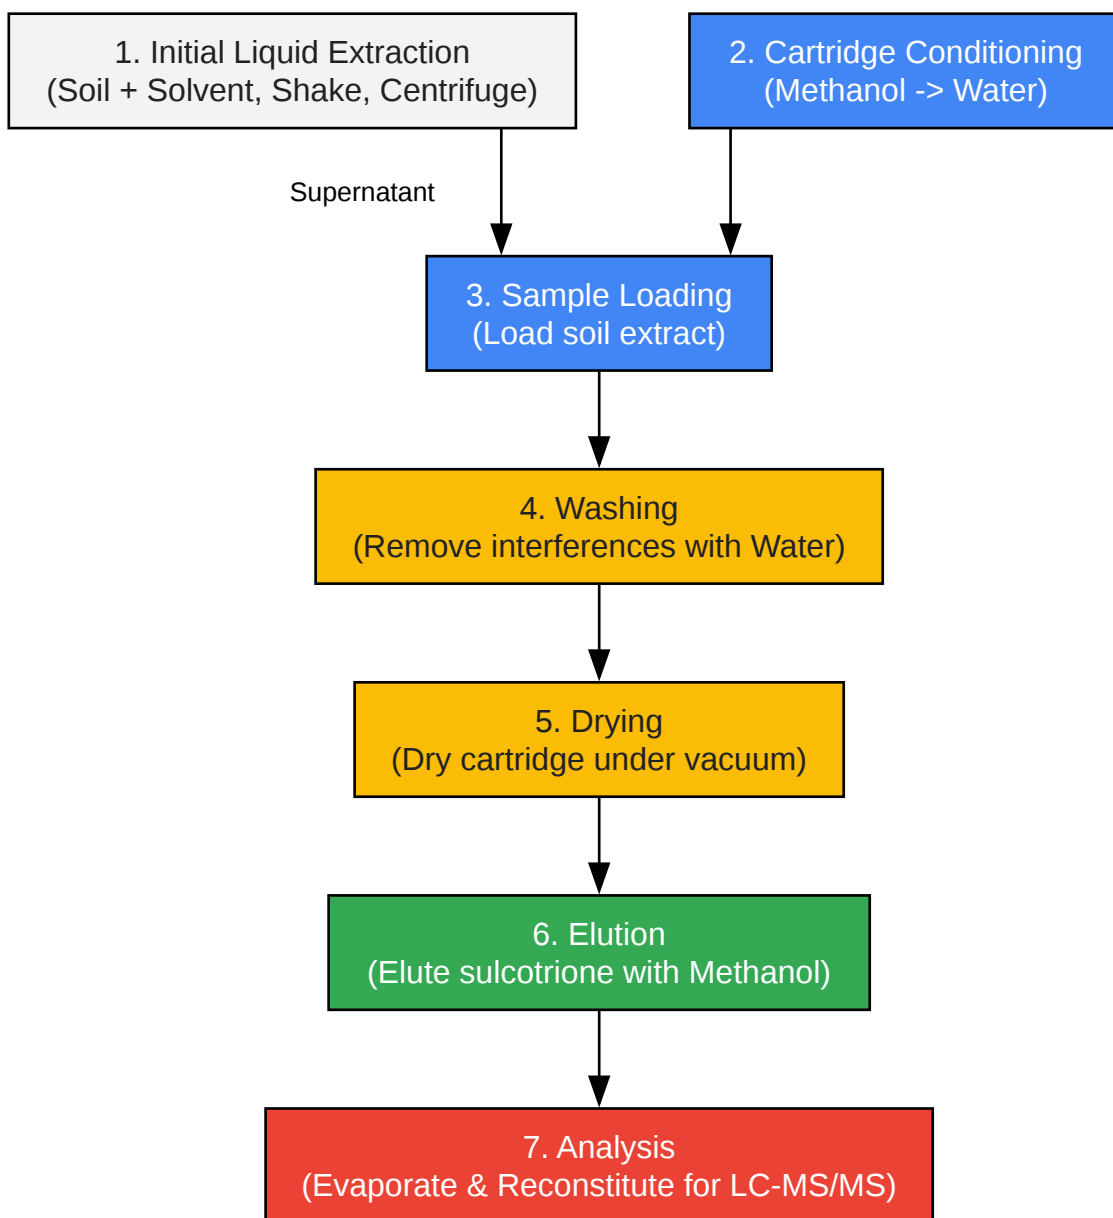 1. Initial Liquid Extraction
(Soil + Solvent, Shake, Centrifuge)
2. Cartridge Conditioning
(Methanol -> Water)
Supernatant
3. Sample Loading
(Load soil extract)
4. Washing
(Remove interferences with Water)
5. Drying
(Dry cartridge under vacuum)
6. Elution
(Elute sulcotrione with Methanol)
7. Analysis
(Evaporate & Reconstitute for LC-MS/MS)